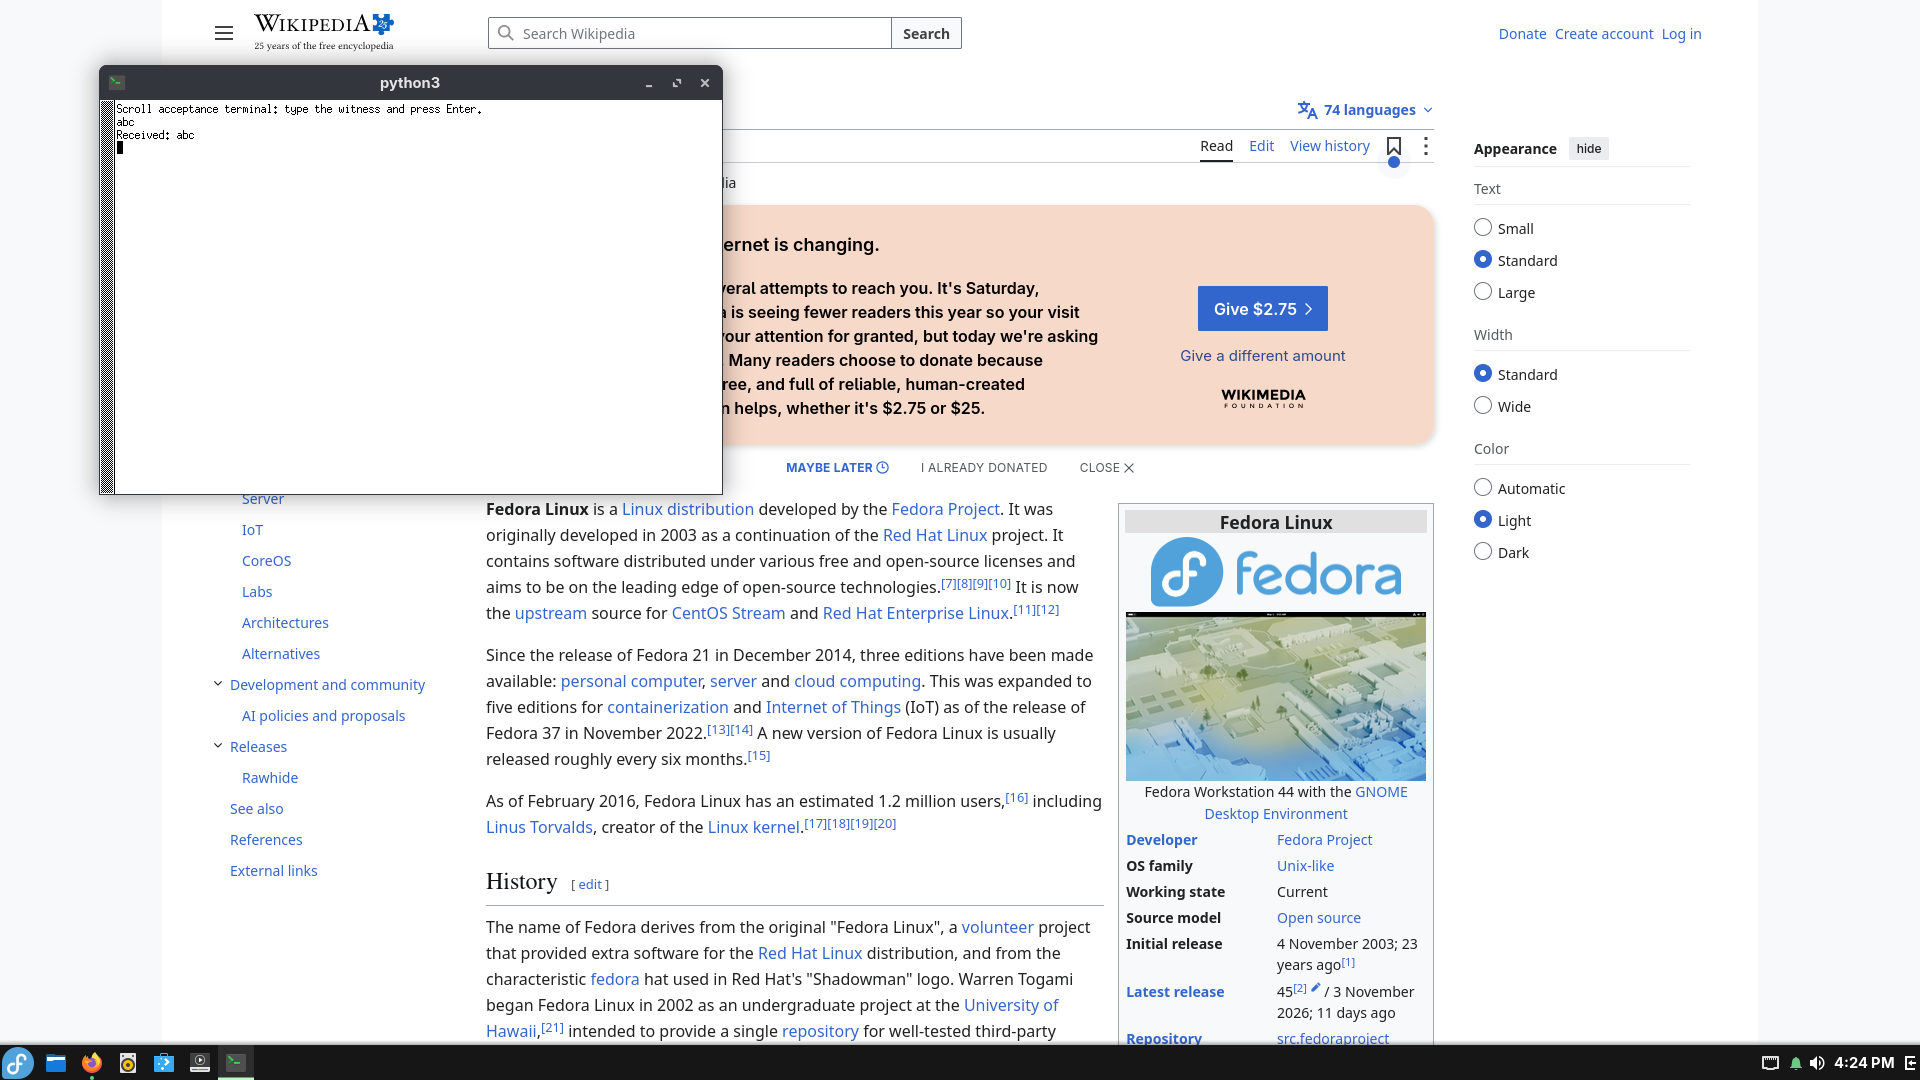 WIKIPEDIA 25
25 years of the free encyclopedia
Search Wikipedia
Search
Donate Create account Log in
python3
Scroll acceptance terminal: type the witness and press Enter.
abc
Received: abc
74 languages
Read Edit View history
lia
ernet is changing.
veral attempts to reach you. It's Saturday,
is seeing fewer readers this year so your visit
your attention for granted, but today we're asking
. Many readers choose to donate because
ree, and full of reliable, human-created
n helps, whether it's $2.75 or $25.
Give $2.75
Give a different amount
WIKIMEDIA
FOUNDATION
MAYBE LATER I ALREADY DONATED CLOSE
Appearance hide
Text
Small
Standard
Large
Width
Standard
Wide
Color
Automatic
Light
Dark
Server
IoT
CoreOS
Labs
Architectures
Alternatives
Development and community
AI policies and proposals
Releases
Rawhide
See also
References
External links
Fedora Linux is a Linux distribution developed by the Fedora Project. It was
originally developed in 2003 as a continuation of the Red Hat Linux project. It
contains software distributed under various free and open-source licenses and
aims to be on the leading edge of open-source technologies.[7][8][9][10] It is now
the upstream source for CentOS Stream and Red Hat Enterprise Linux.[11][12]
Since the release of Fedora 21 in December 2014, three editions have been made
available: personal computer, server and cloud computing. This was expanded to
five editions for containerization and Internet of Things (IoT) as of the release of
Fedora 37 in November 2022.[13][14] A new version of Fedora Linux is usually
released roughly every six months.[15]
As of February 2016, Fedora Linux has an estimated 1.2 million users,[16] including
Linus Torvalds, creator of the Linux kernel.[17][18][19][20]
History [ edit ]
The name of Fedora derives from the original "Fedora Linux", a volunteer project
that provided extra software for the Red Hat Linux distribution, and from the
characteristic fedora hat used in Red Hat's "Shadowman" logo. Warren Togami
began Fedora Linux in 2002 as an undergraduate project at the University of
Hawaii,[21] intended to provide a single repository for well-tested third-party
Fedora Linux
fedora
Fedora Workstation 44 with the GNOME
Desktop Environment
Developer Fedora Project
OS family Unix-like
Working state Current
Source model Open source
Initial release 4 November 2003; 23
years ago[1]
Latest release 45[2] / 3 November
2026; 11 days ago
Repository src.fedoraproject
4:24 PM